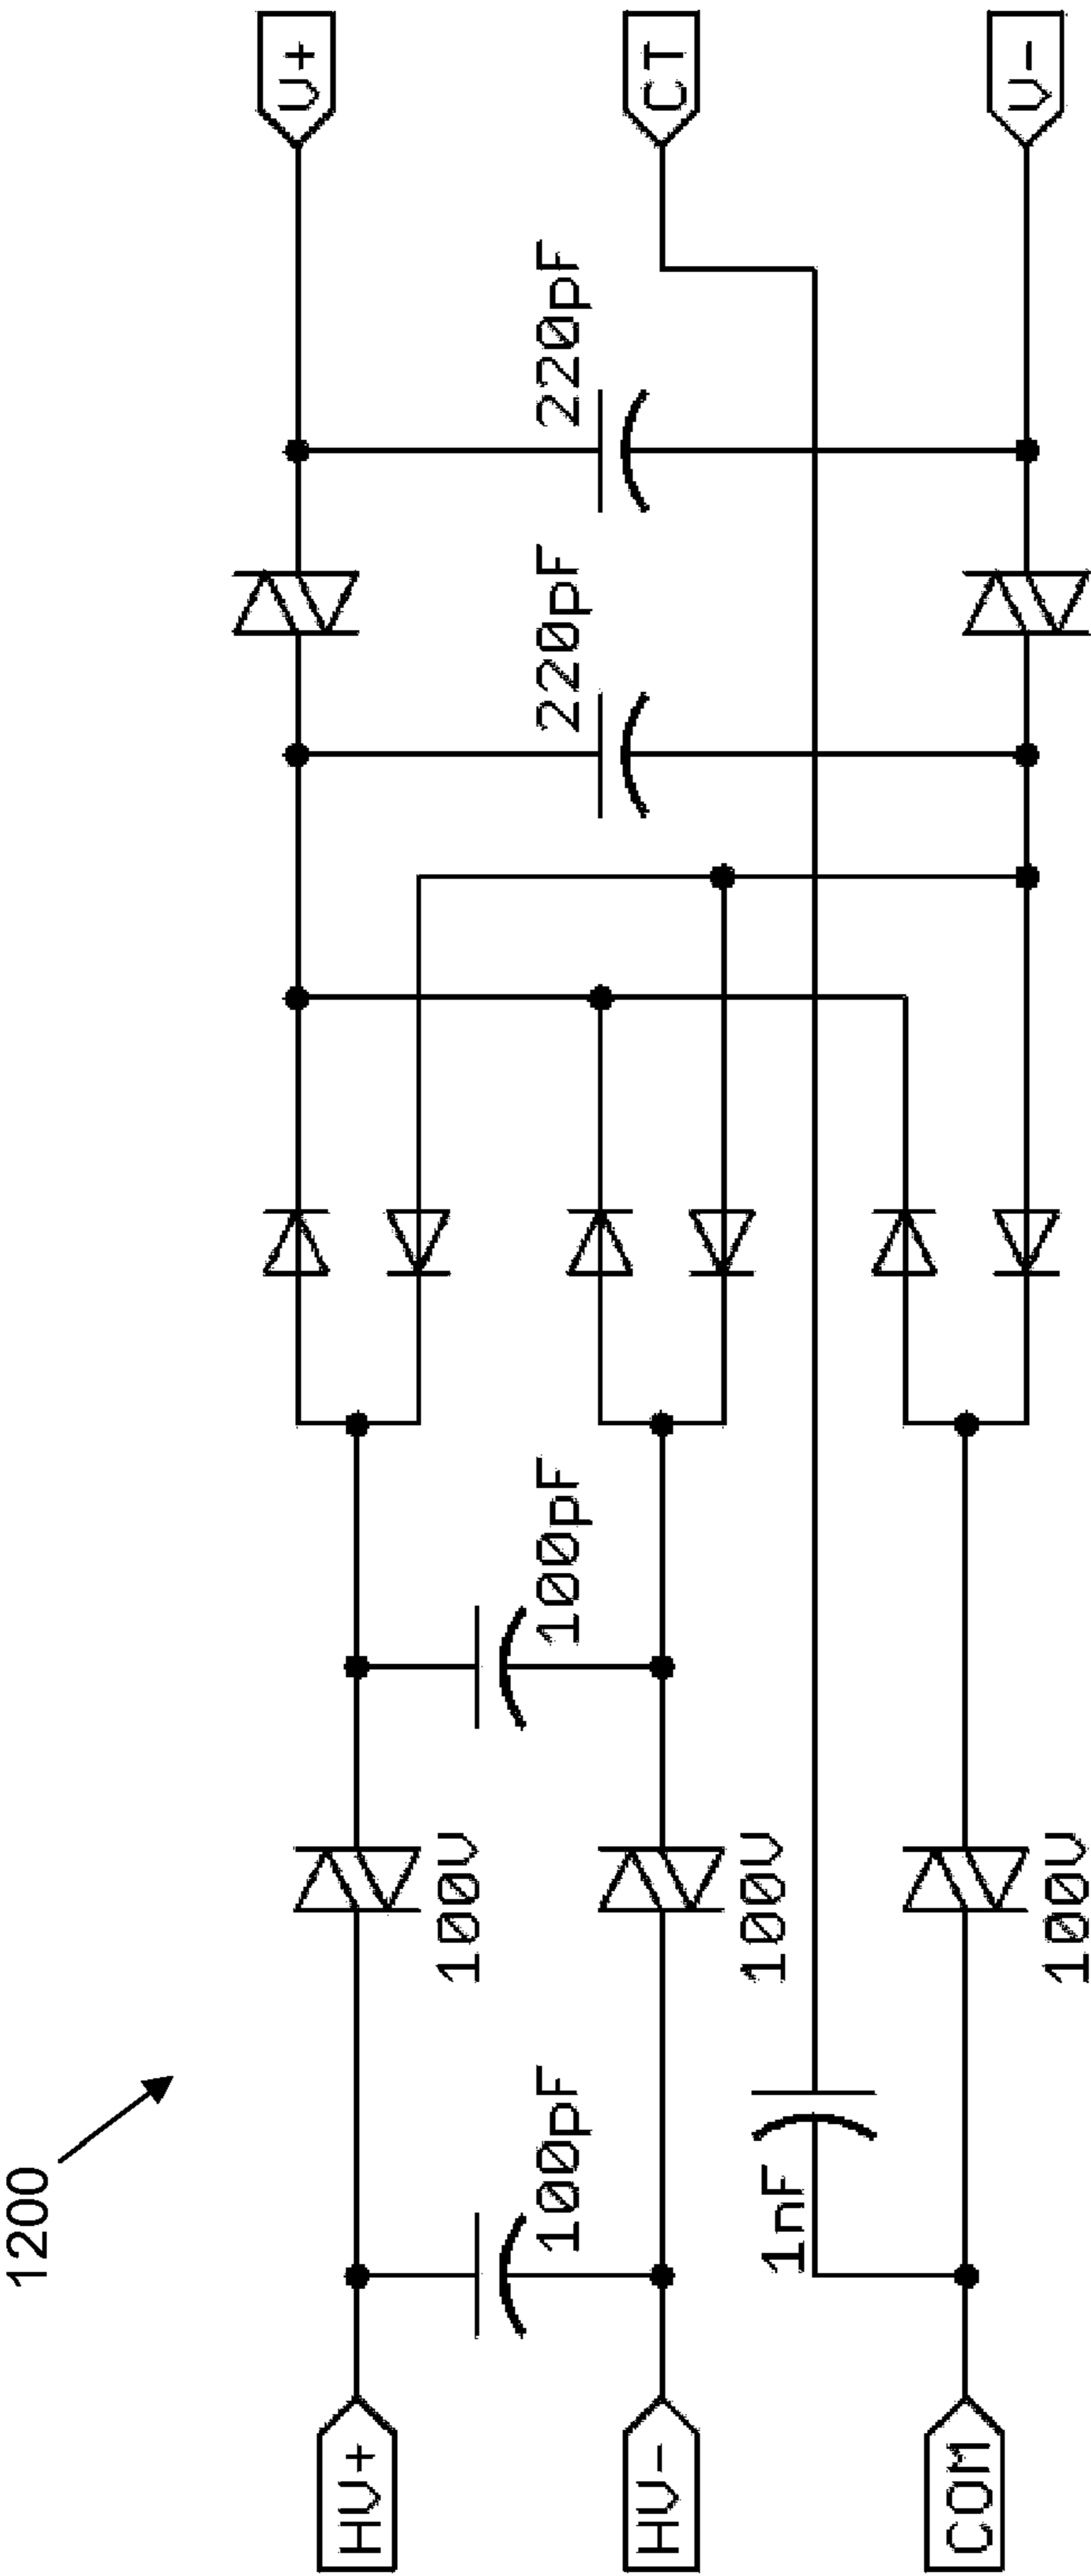 1200
HV+
HV-
COM
100pF
1nF
100V
100V
100V
100pF
220pF
220pF
V+
CT
V-